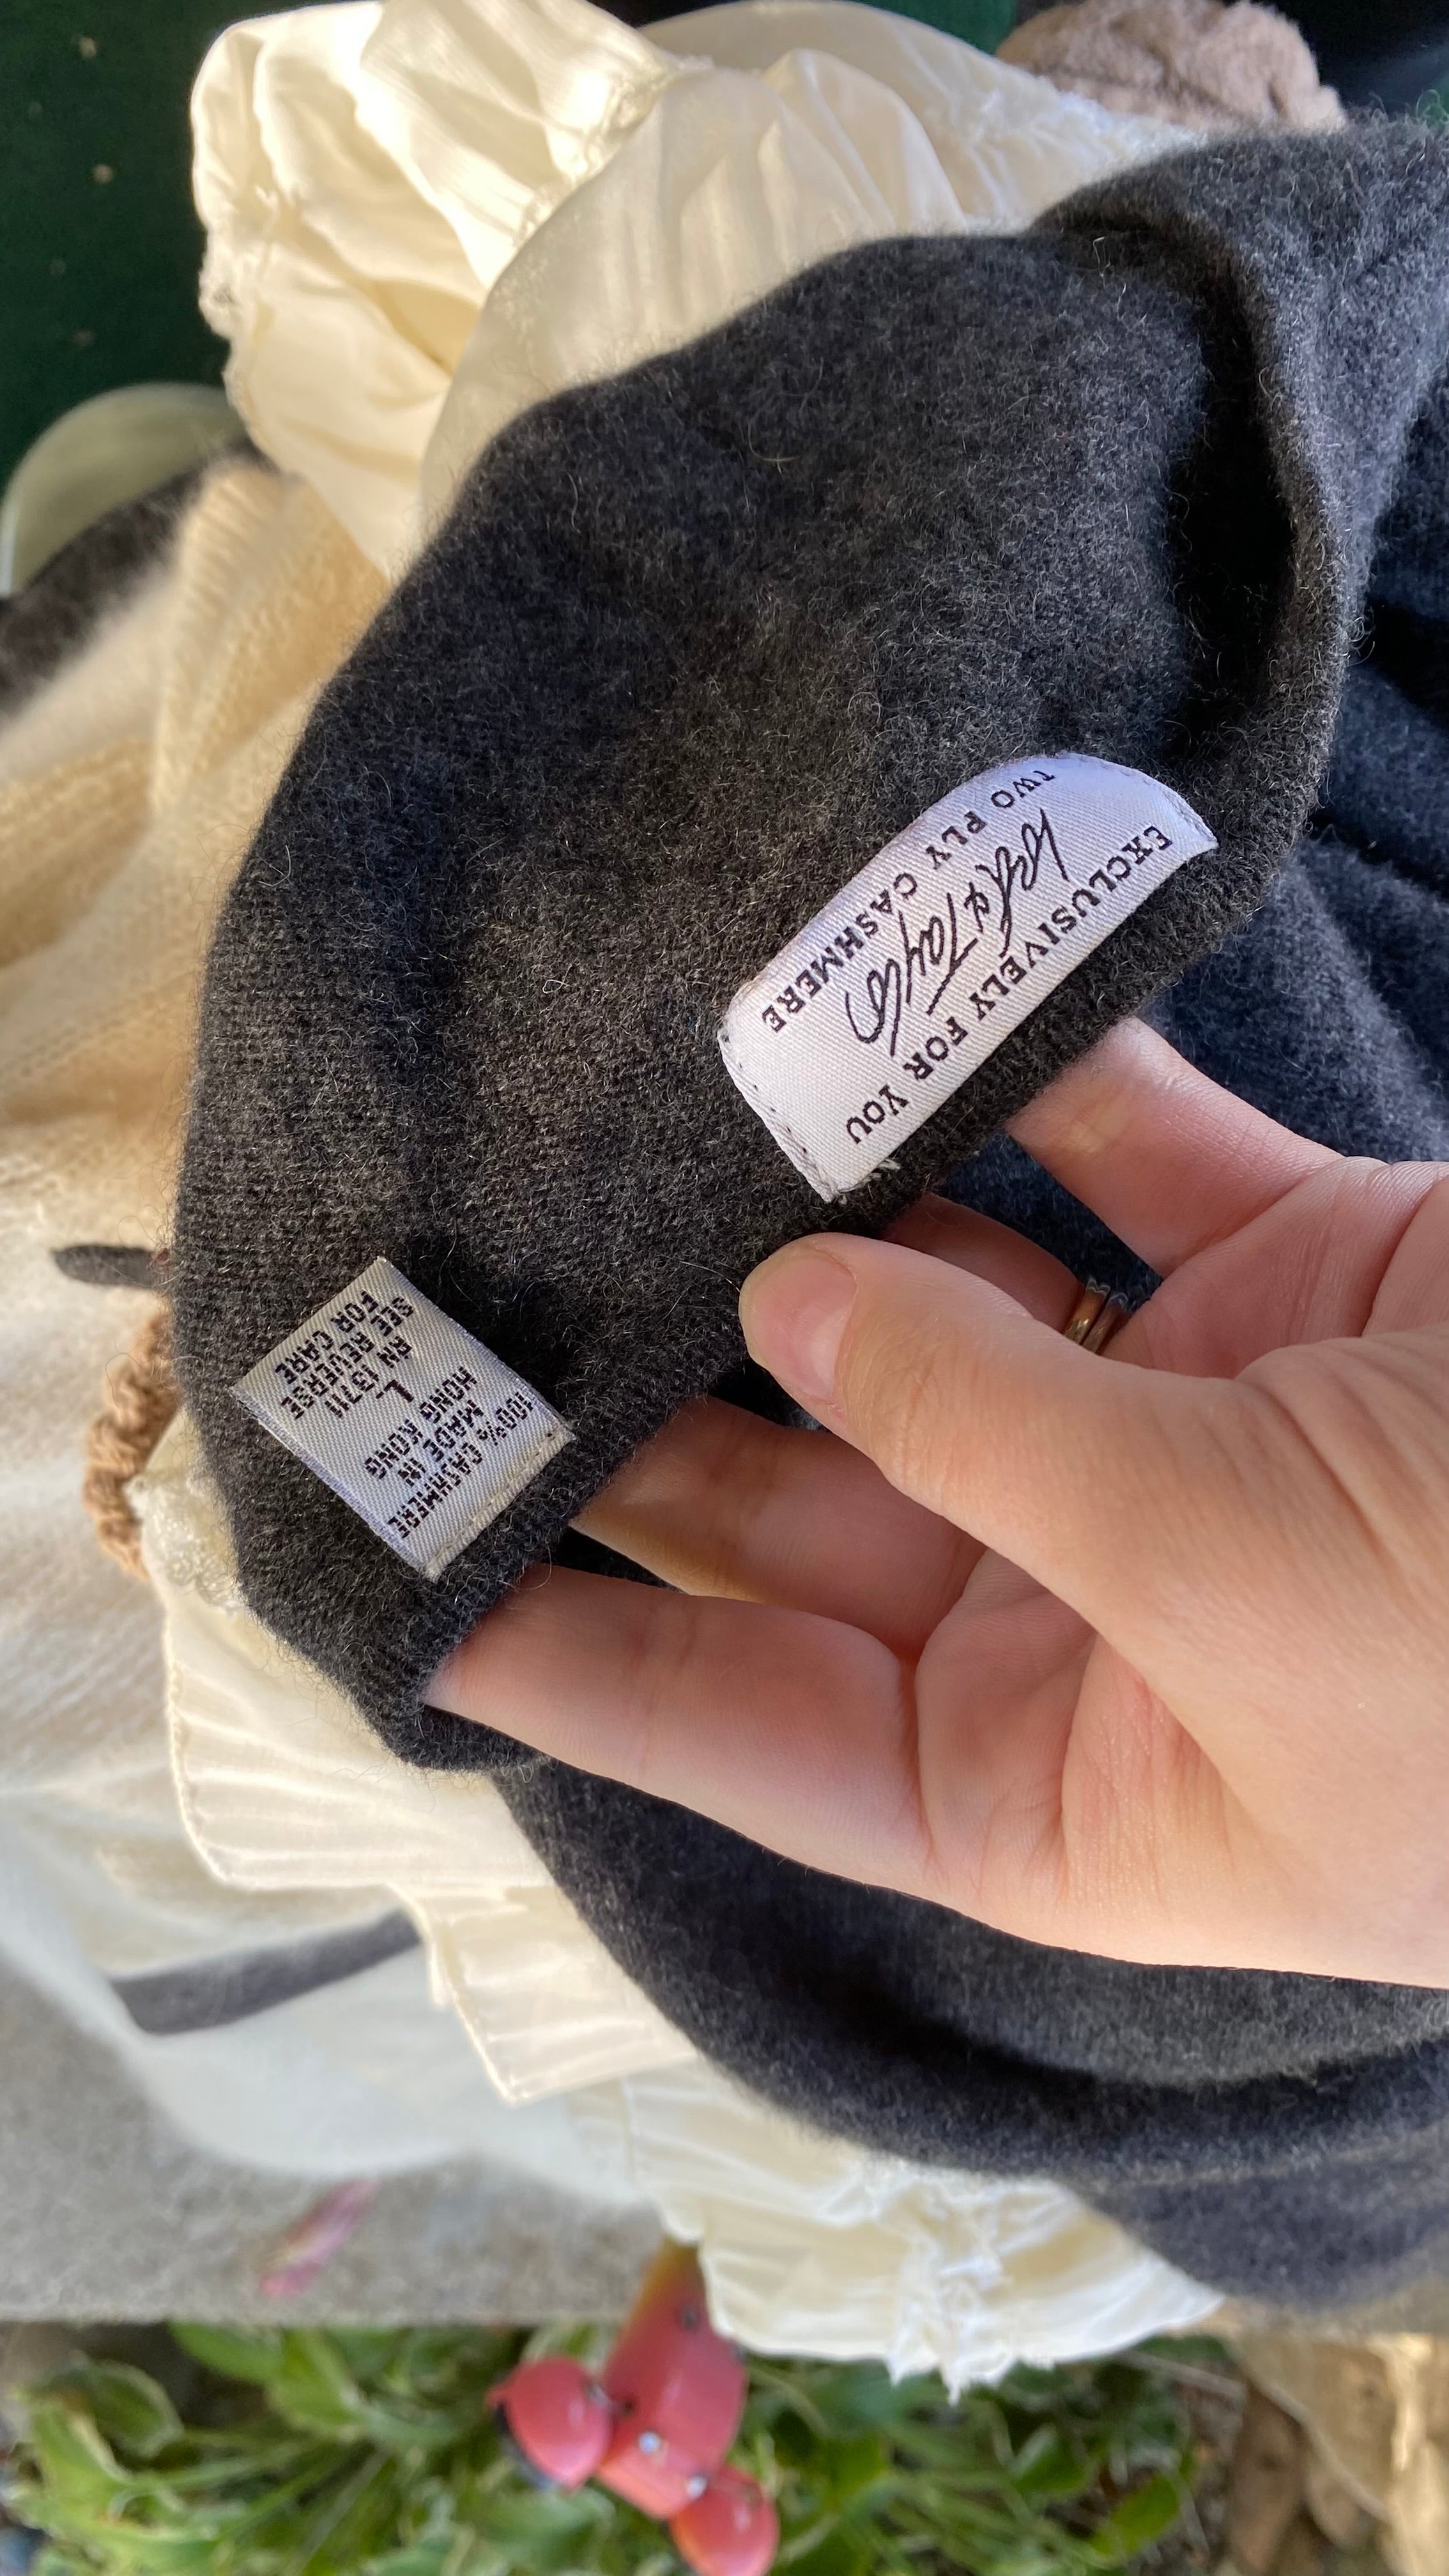 EXCLUSIVELY FOR YOU
Lord & Taylor
TWO PLY CASHMERE
100% CASHMERE
MADE IN
HONG KONG
L
RN 13711
SEE REVERSE
FOR CARE